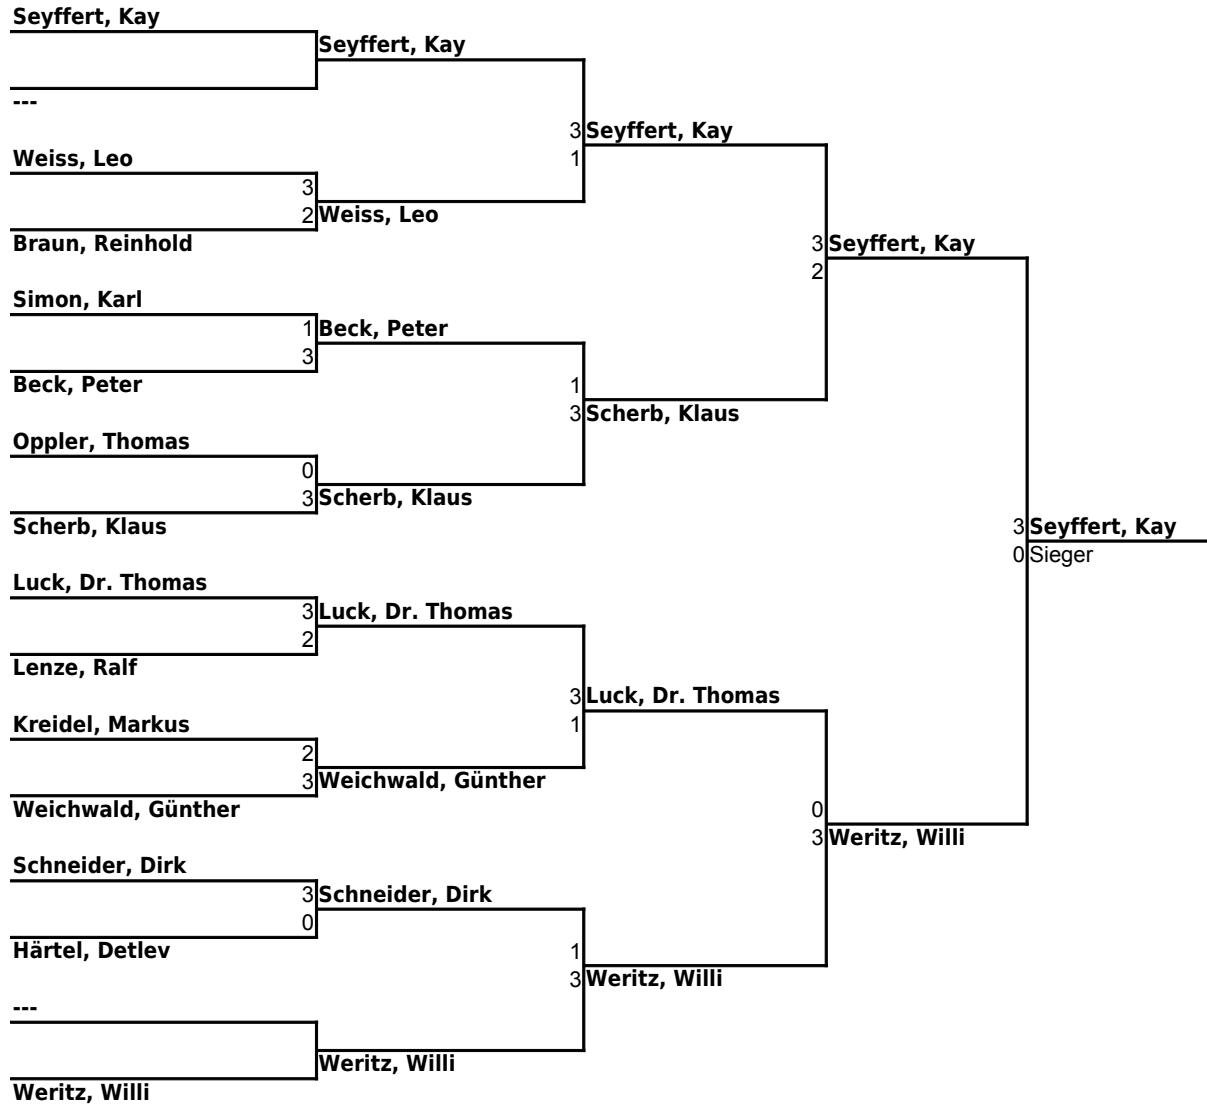 Seyffert, Kay
Seyffert, Kay
---
3 Seyffert, Kay
Weiss, Leo
1
3
2 Weiss, Leo
Braun, Reinhold
3 Seyffert, Kay
2
Simon, Karl
1 Beck, Peter
3
Beck, Peter
1
3 Scherb, Klaus
Oppler, Thomas
0
3 Scherb, Klaus
Scherb, Klaus
3 Seyffert, Kay
0 Sieger
Luck, Dr. Thomas
3 Luck, Dr. Thomas
2
Lenze, Ralf
3 Luck, Dr. Thomas
Kreidel, Markus
1
2
3 Weichwald, Günther
Weichwald, Günther
0
3 Weritz, Willi
Schneider, Dirk
3 Schneider, Dirk
0
Härtel, Detlev
1
3 Weritz, Willi
---
Weritz, Willi
Weritz, Willi